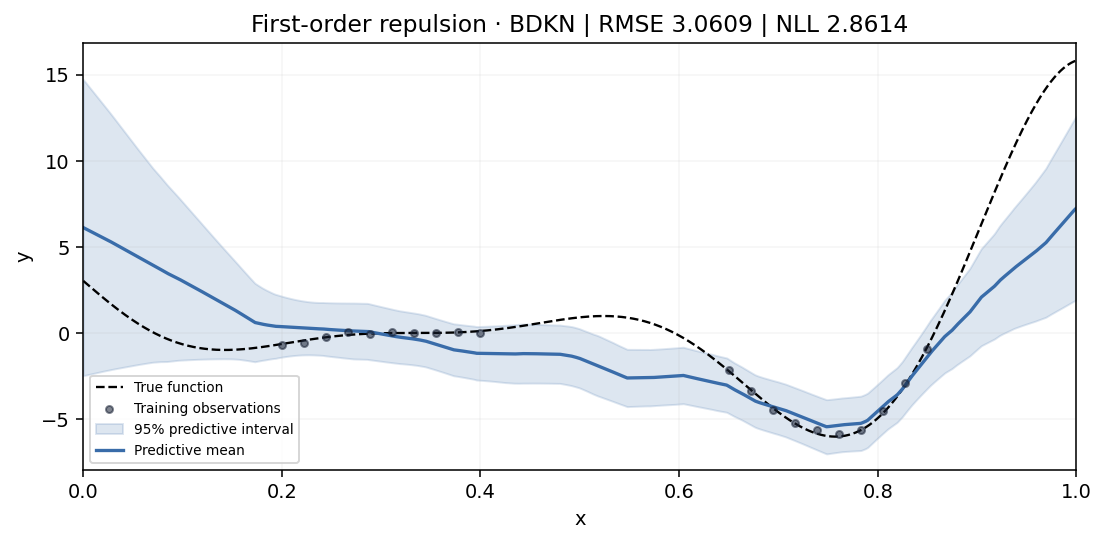 First-order repulsion · BDKN | RMSE 3.0609 | NLL 2.8614
15
10
5
0
−5
y
True function
Training observations
95% predictive interval
Predictive mean
0.0 0.2 0.4 0.6 0.8 1.0
x